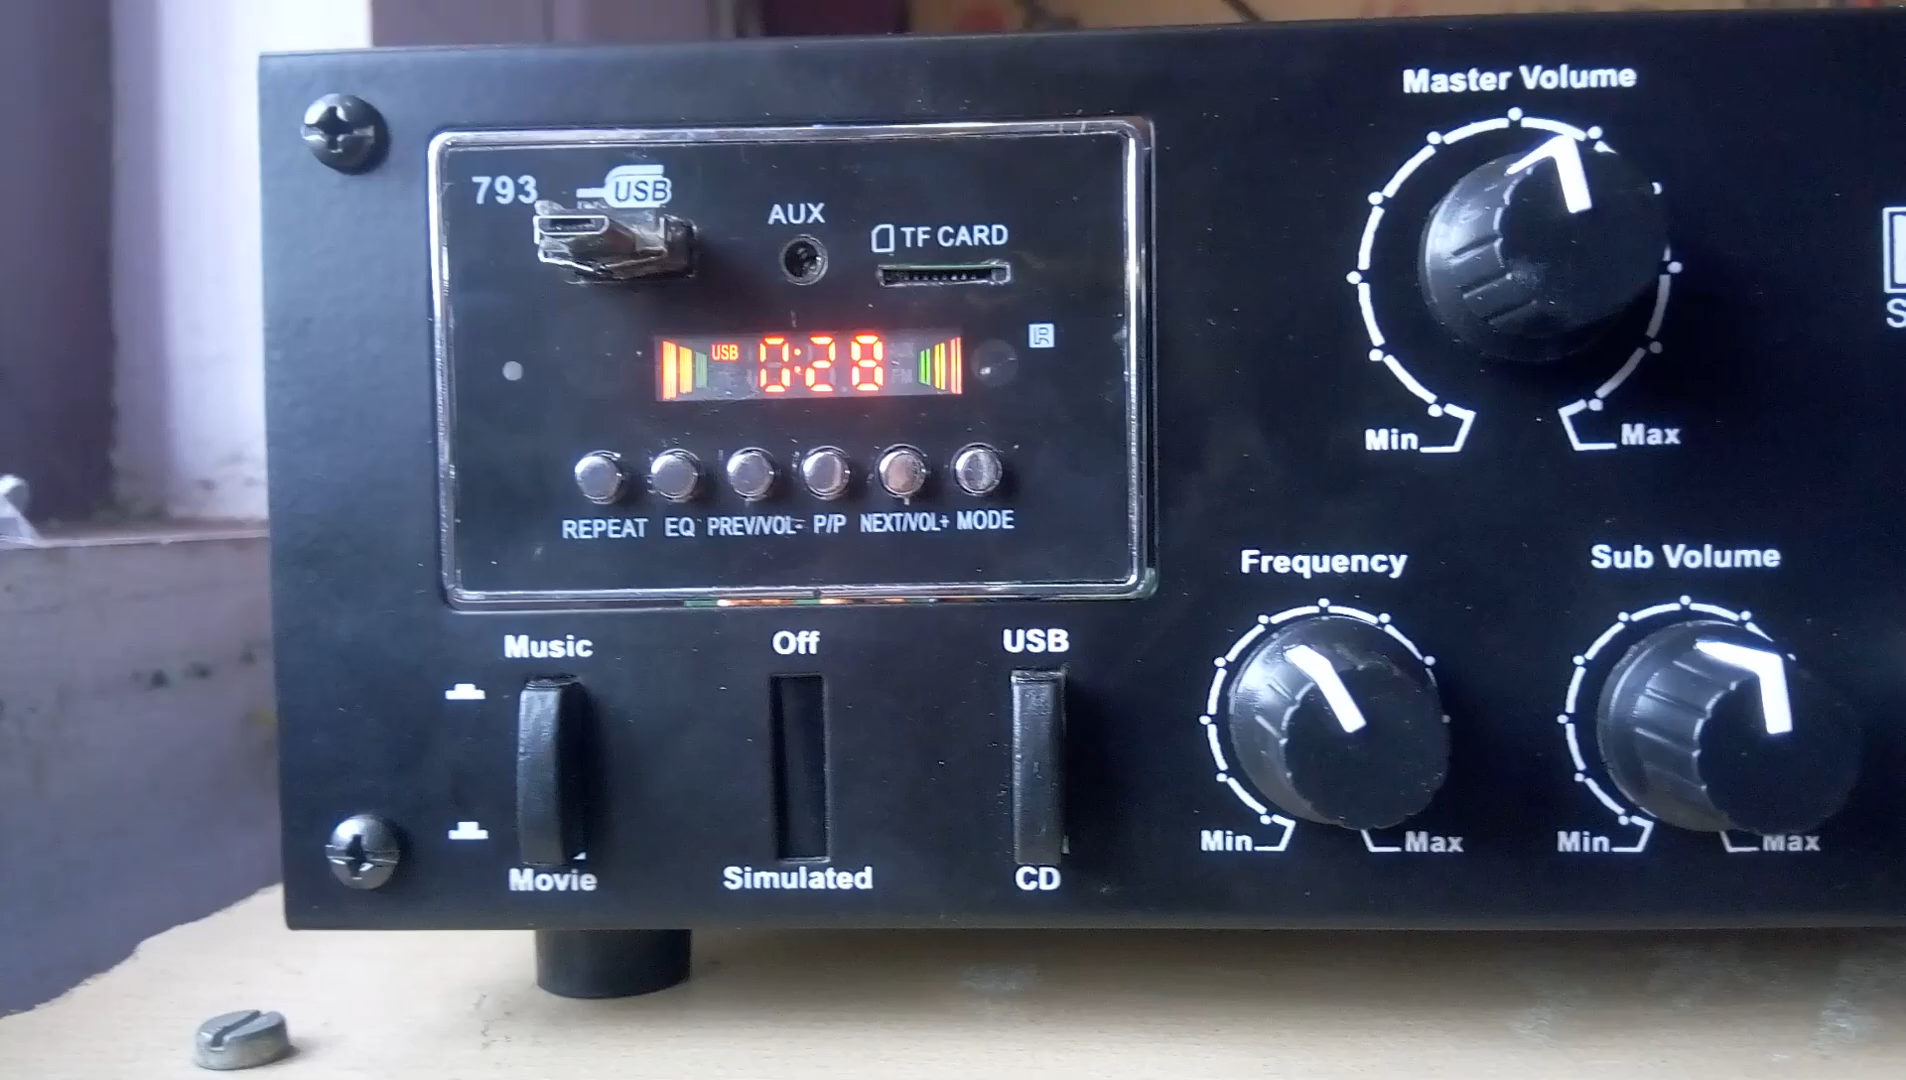 Master Volume
793
USB
AUX
TF CARD
USB 0:28 FM
Min
Max
REPEAT EQ PREV/VOL- P/P NEXT/VOL+ MODE
Frequency
Sub Volume
Music
Off
USB
Min
Max
Min
Max
Movie
Simulated
CD